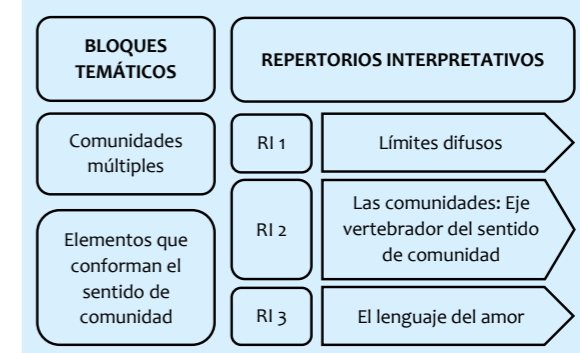 BLOQUES
TEMÁTICOS
REPERTORIOS INTERPRETATIVOS
Comunidades
múltiples
RI 1
Límites difusos
Elementos que
conforman el
sentido de
comunidad
RI 2
Las comunidades: Eje
vertebrador del sentido
de comunidad
RI 3
El lenguaje del amor